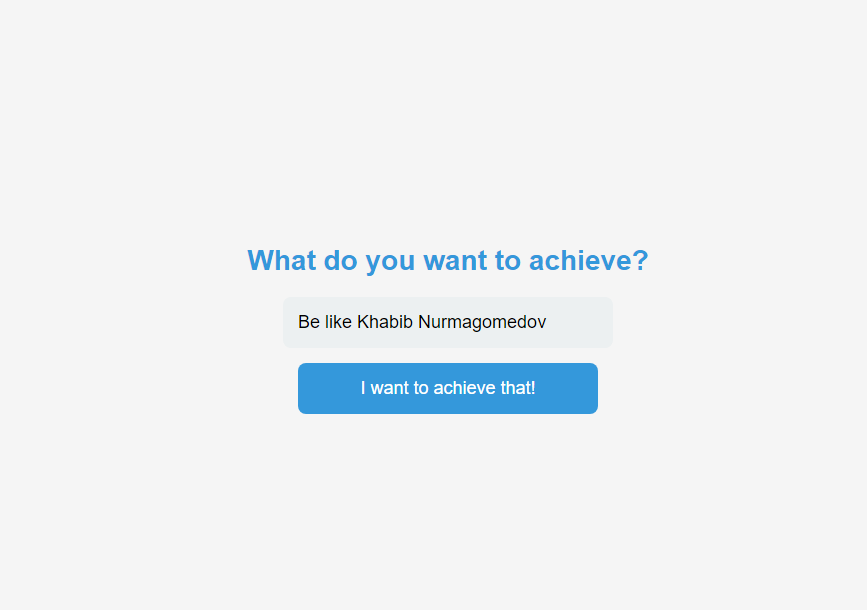 What do you want to achieve?
Be like Khabib Nurmagomedov
I want to achieve that!